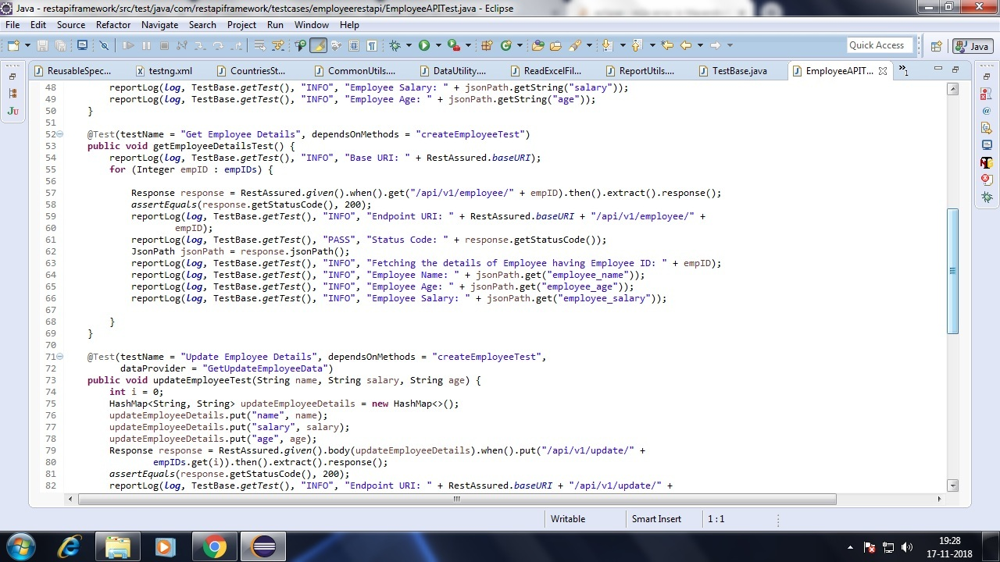 Java - restapiframework/src/test/java/com/restapiframework/testcases/employeerestapi/EmployeeAPITest.java - Eclipse
File Edit Source Refactor Navigate Search Project Run Window Help
Quick Access Java
ReusableSpec... testng.xml CountriesSt... CommonUtils.... DataUtility.... ReadExcelFil... ReportUtils.... TestBase.java EmployeeAPIT... »1
48 reportLog(log, TestBase.getTest(), "INFO", "Employee Salary: " + jsonPath.getString("salary"));
49 reportLog(log, TestBase.getTest(), "INFO", "Employee Age: " + jsonPath.getString("age"));
50 }
51
52 @Test(testName = "Get Employee Details", dependsOnMethods = "createEmployeeTest")
53 public void getEmployeeDetailsTest() {
54 reportLog(log, TestBase.getTest(), "INFO", "Base URI: " + RestAssured.baseURI);
55 for (Integer empID : empIDs) {
56
57 Response response = RestAssured.given().when().get("/api/v1/employee/" + empID).then().extract().response();
58 assertEquals(response.getStatusCode(), 200);
59 reportLog(log, TestBase.getTest(), "INFO", "Endpoint URI: " + RestAssured.baseURI + "/api/v1/employee/" +
60 empID);
61 reportLog(log, TestBase.getTest(), "PASS", "Status Code: " + response.getStatusCode());
62 JsonPath jsonPath = response.jsonPath();
63 reportLog(log, TestBase.getTest(), "INFO", "Fetching the details of Employee having Employee ID: " + empID);
64 reportLog(log, TestBase.getTest(), "INFO", "Employee Name: " + jsonPath.get("employee_name"));
65 reportLog(log, TestBase.getTest(), "INFO", "Employee Age: " + jsonPath.get("employee_age"));
66 reportLog(log, TestBase.getTest(), "INFO", "Employee Salary: " + jsonPath.get("employee_salary"));
67
68 }
69 }
70
71 @Test(testName = "Update Employee Details", dependsOnMethods = "createEmployeeTest",
72 dataProvider = "GetUpdateEmployeeData")
73 public void updateEmployeeTest(String name, String salary, String age) {
74 int i = 0;
75 HashMap<String, String> updateEmployeeDetails = new HashMap<>();
76 updateEmployeeDetails.put("name", name);
77 updateEmployeeDetails.put("salary", salary);
78 updateEmployeeDetails.put("age", age);
79 Response response = RestAssured.given().body(updateEmployeeDetails).when().put("/api/v1/update/" +
80 empIDs.get(i)).then().extract().response();
81 assertEquals(response.getStatusCode(), 200);
82 reportLog(log, TestBase.getTest(), "INFO", "Endpoint URI: " + RestAssured.baseURI + "/api/v1/update/" +
Writable Smart Insert 1 : 1
19:28
17-11-2018